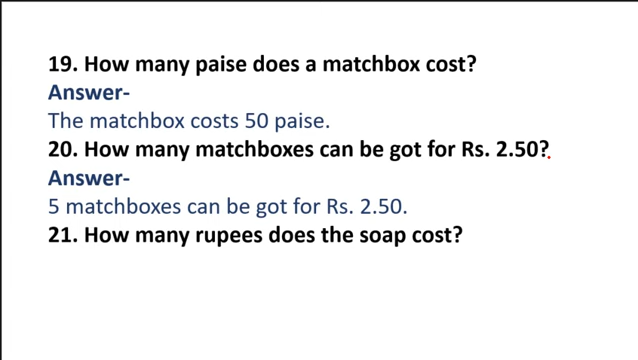 19. How many paise does a matchbox cost?
Answer-
The matchbox costs 50 paise.
20. How many matchboxes can be got for Rs. 2.50?
Answer-
5 matchboxes can be got for Rs. 2.50.
21. How many rupees does the soap cost?